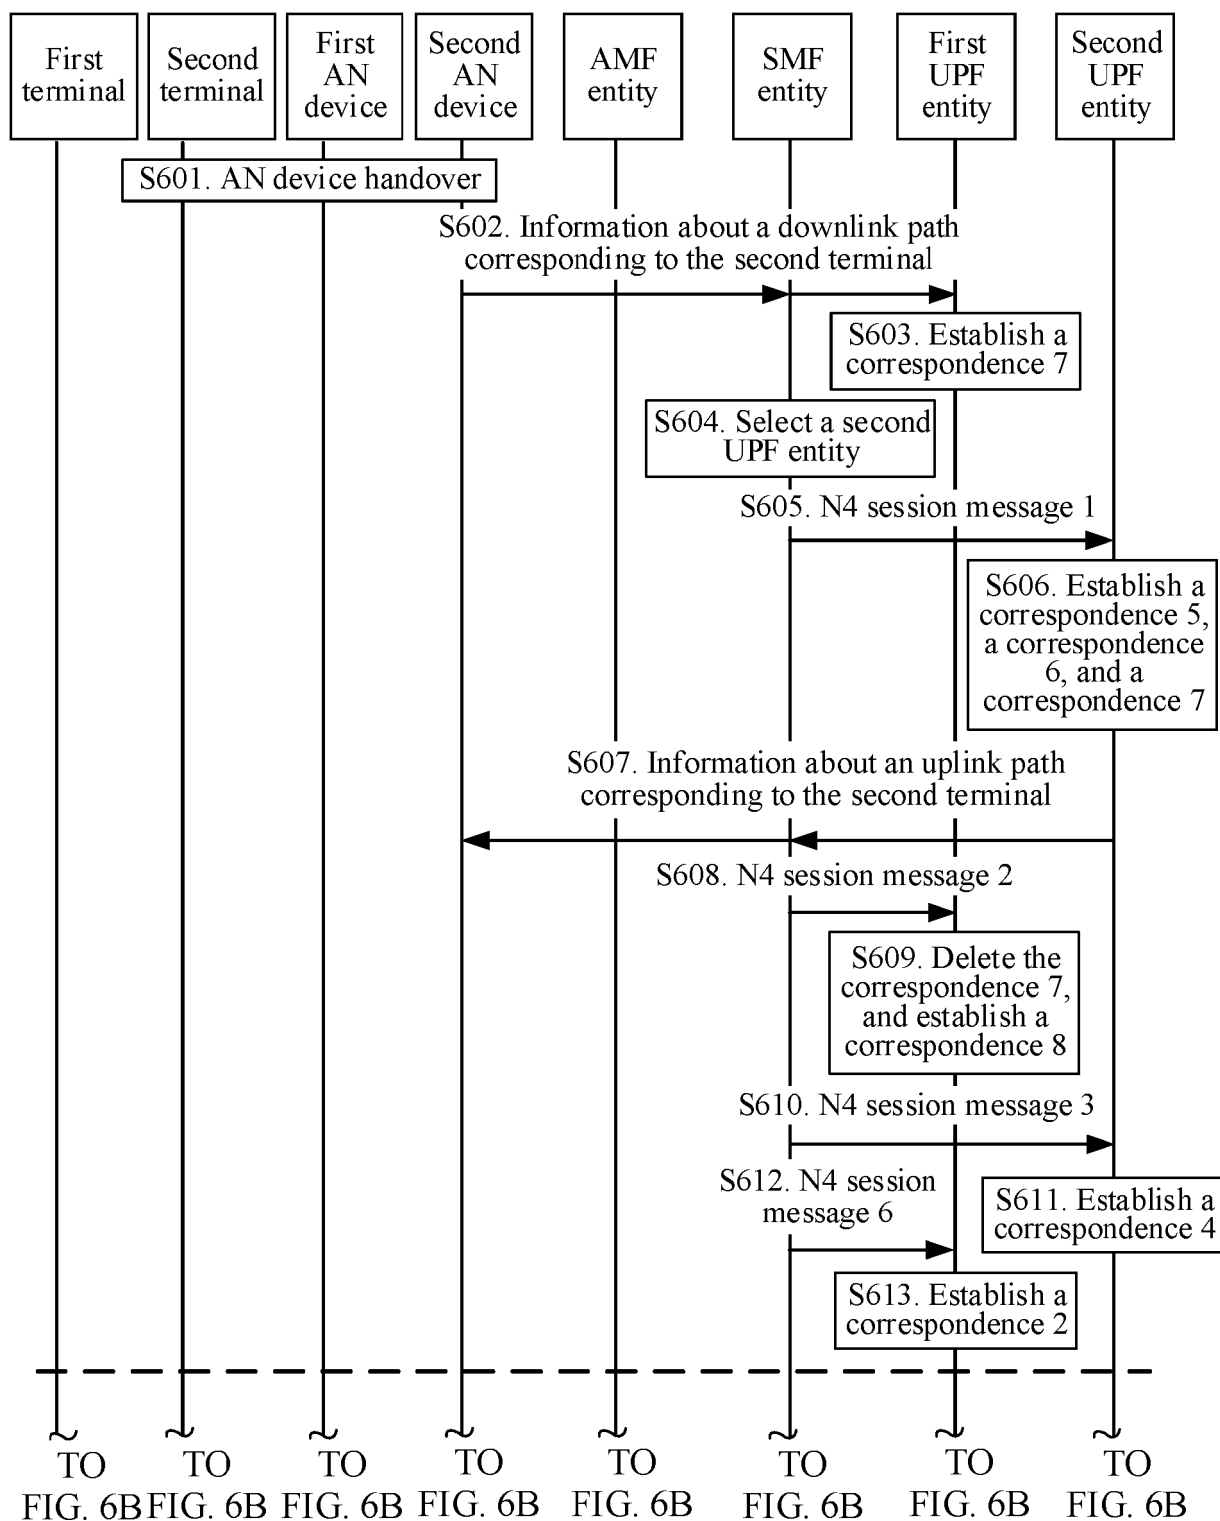 First
terminal
Second
terminal
First
AN
device
Second
AN
device
AMF
entity
SMF
entity
First
UPF
entity
Second
UPF
entity
S601. AN device handover
S602. Information about a downlink path
corresponding to the second terminal
S603. Establish a
correspondence 7
S604. Select a second
UPF entity
S605. N4 session message 1
S606. Establish a
correspondence 5,
a correspondence
6, and a
correspondence 7
S607. Information about an uplink path
corresponding to the second terminal
S608. N4 session message 2
S609. Delete the
correspondence 7,
and establish a
correspondence 8
S610. N4 session message 3
S612. N4 session
message 6
S611. Establish a
correspondence 4
S613. Establish a
correspondence 2
TO
FIG. 6B
TO
FIG. 6B
TO
FIG. 6B
TO
FIG. 6B
TO
FIG. 6B
TO
FIG. 6B
TO
FIG. 6B
TO
FIG. 6B